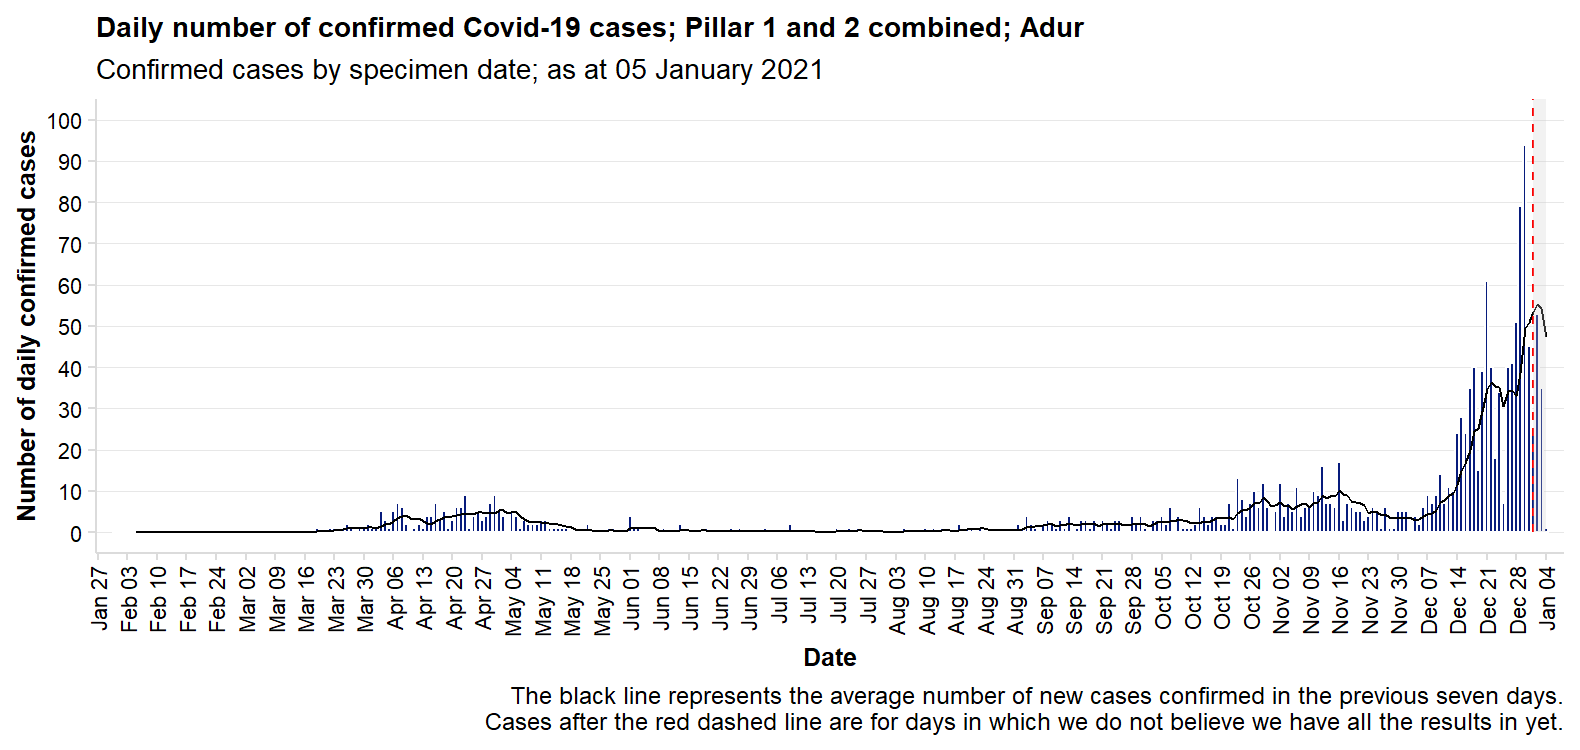 Daily number of confirmed Covid-19 cases; Pillar 1 and 2 combined; Adur
Confirmed cases by specimen date; as at 05 January 2021
Number of daily confirmed cases
100
90
80
70
60
50
40
30
20
10
0
Jan 27
Feb 03
Feb 10
Feb 17
Feb 24
Mar 02
Mar 09
Mar 16
Mar 23
Mar 30
Apr 06
Apr 13
Apr 20
Apr 27
May 04
May 11
May 18
May 25
Jun 01
Jun 08
Jun 15
Jun 22
Jun 29
Jul 06
Jul 13
Jul 20
Jul 27
Aug 03
Aug 10
Aug 17
Aug 24
Aug 31
Sep 07
Sep 14
Sep 21
Sep 28
Oct 05
Oct 12
Oct 19
Oct 26
Nov 02
Nov 09
Nov 16
Nov 23
Nov 30
Dec 07
Dec 14
Dec 21
Dec 28
Jan 04
Date
The black line represents the average number of new cases confirmed in the previous seven days.
Cases after the red dashed line are for days in which we do not believe we have all the results in yet.